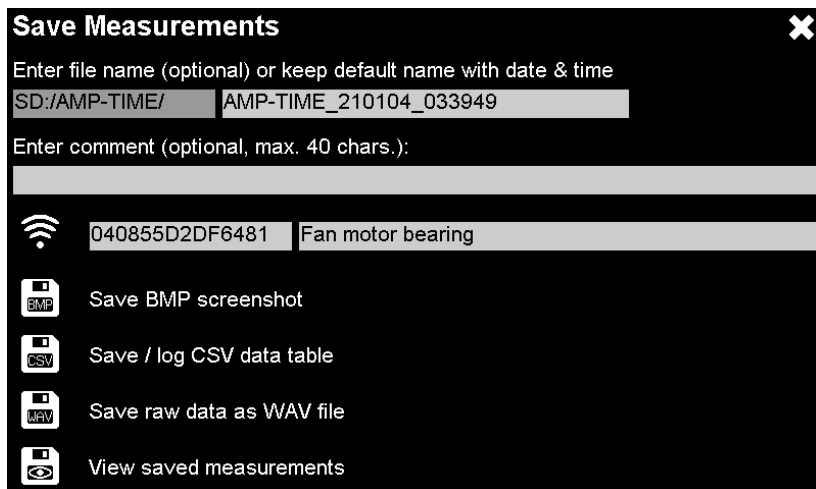 Save Measurements
Enter file name (optional) or keep default name with date & time
SD:/AMP-TIME/ AMP-TIME_210104_033949
Enter comment (optional, max. 40 chars.):
040855D2DF6481 Fan motor bearing
BMP Save BMP screenshot
CSV Save / log CSV data table
WAV Save raw data as WAV file
View saved measurements